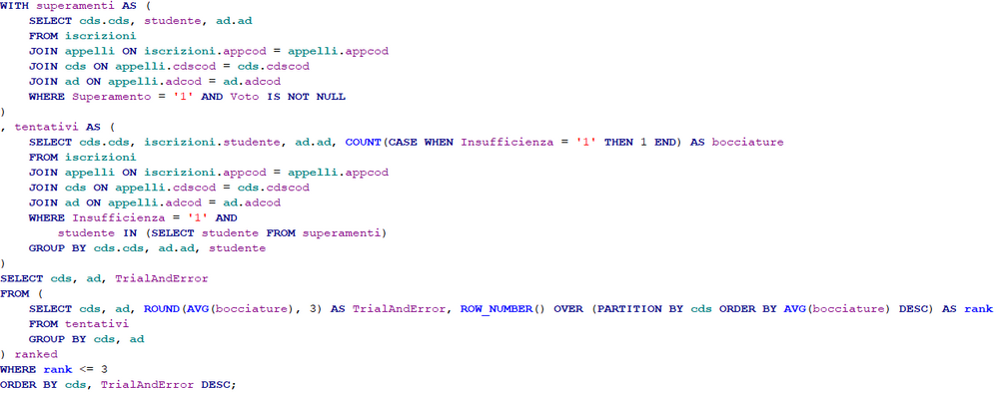 WITH superamenti AS (
SELECT cds.cds, studente, ad.ad
FROM iscrizioni
JOIN appelli ON iscrizioni.appcod = appelli.appcod
JOIN cds ON appelli.cdscod = cds.cdscod
JOIN ad ON appelli.adcod = ad.adcod
WHERE Superamento = '1' AND Voto IS NOT NULL
)
, tentativi AS (
SELECT cds.cds, iscrizioni.studente, ad.ad, COUNT(CASE WHEN Insufficienza = '1' THEN 1 END) AS bocciature
FROM iscrizioni
JOIN appelli ON iscrizioni.appcod = appelli.appcod
JOIN cds ON appelli.cdscod = cds.cdscod
JOIN ad ON appelli.adcod = ad.adcod
WHERE Insufficienza = '1' AND
studente IN (SELECT studente FROM superamenti)
GROUP BY cds.cds, ad.ad, studente
)
SELECT cds, ad, TrialAndError
FROM (
SELECT cds, ad, ROUND(AVG(bocciature), 3) AS TrialAndError, ROW_NUMBER() OVER (PARTITION BY cds ORDER BY AVG(bocciature) DESC) AS rank
FROM tentativi
GROUP BY cds, ad
) ranked
WHERE rank <= 3
ORDER BY cds, TrialAndError DESC;